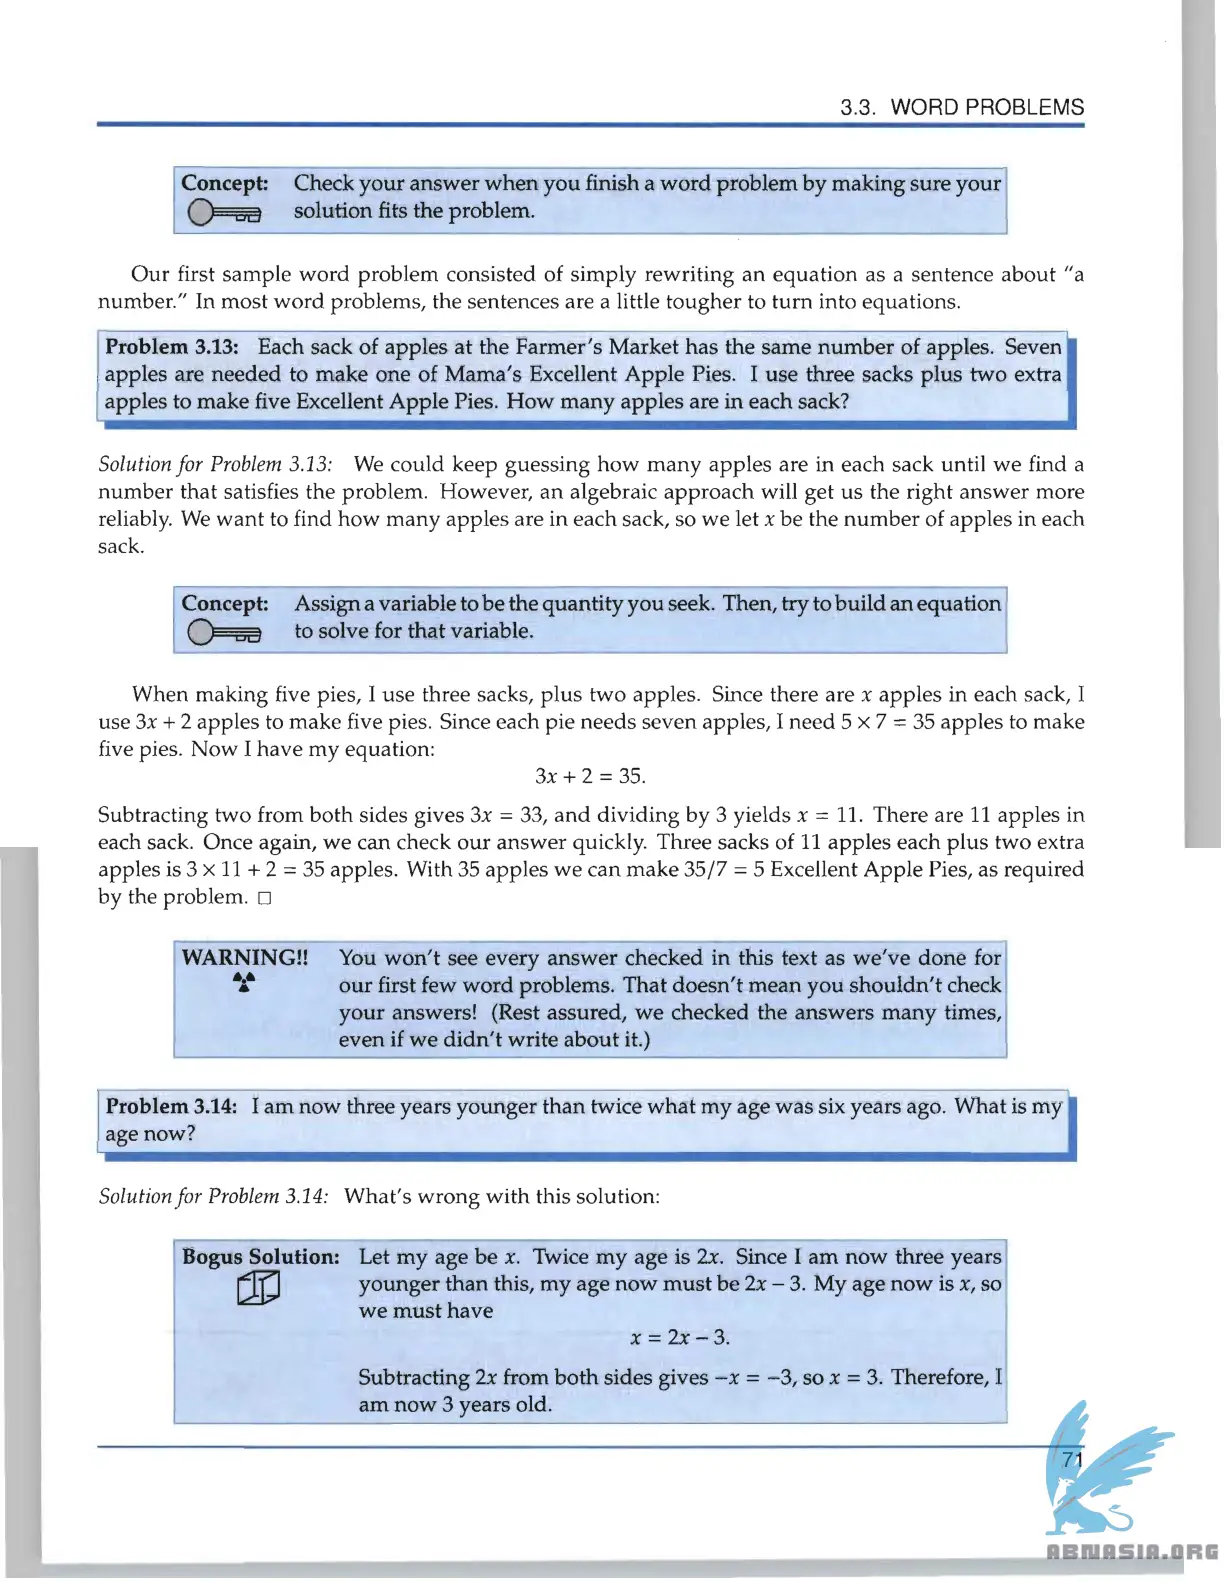 3.3. WORD PROBLEMS
Concept: Check your answer when you finish a word problem by making sure your
solution fits the problem.
Our first sample word problem consisted of simply rewriting an equation as a sentence about "a
number." In most word problems, the sentences are a little tougher to turn into equations.
Problem 3.13: Each sack of apples at the Farmer's Market has the same number of apples. Seven
apples are needed to make one of Mama's Excellent Apple Pies. I use three sacks plus two extra
apples to make five Excellent Apple Pies. How many apples are in each sack?
Solution for Problem 3.13: We could keep guessing how many apples are in each sack until we find a
number that satisfies the problem. However, an algebraic approach will get us the right answer more
reliably. We want to find how many apples are in each sack, so we let x be the number of apples in each
sack.
Concept: Assign a variable to be the quantity you seek. Then, try to build an equation
to solve for that variable.
When making five pies, I use three sacks, plus two apples. Since there are x apples in each sack, I
use 3x + 2 apples to make five pies. Since each pie needs seven apples, I need 5 × 7 = 35 apples to make
five pies. Now I have my equation:
3x + 2 = 35.
Subtracting two from both sides gives 3x = 33, and dividing by 3 yields x = 11. There are 11 apples in
each sack. Once again, we can check our answer quickly. Three sacks of 11 apples each plus two extra
apples is 3 × 11 + 2 = 35 apples. With 35 apples we can make 35/7 = 5 Excellent Apple Pies, as required
by the problem. □
WARNING!! You won't see every answer checked in this text as we've done for
our first few word problems. That doesn't mean you shouldn't check
your answers! (Rest assured, we checked the answers many times,
even if we didn't write about it.)
Problem 3.14: I am now three years younger than twice what my age was six years ago. What is my
age now?
Solution for Problem 3.14: What's wrong with this solution:
Bogus Solution: Let my age be x. Twice my age is 2x. Since I am now three years
younger than this, my age now must be 2x − 3. My age now is x, so
we must have
x = 2x − 3.
Subtracting 2x from both sides gives −x = −3, so x = 3. Therefore, I
am now 3 years old.
71
ABMASIA.ORG